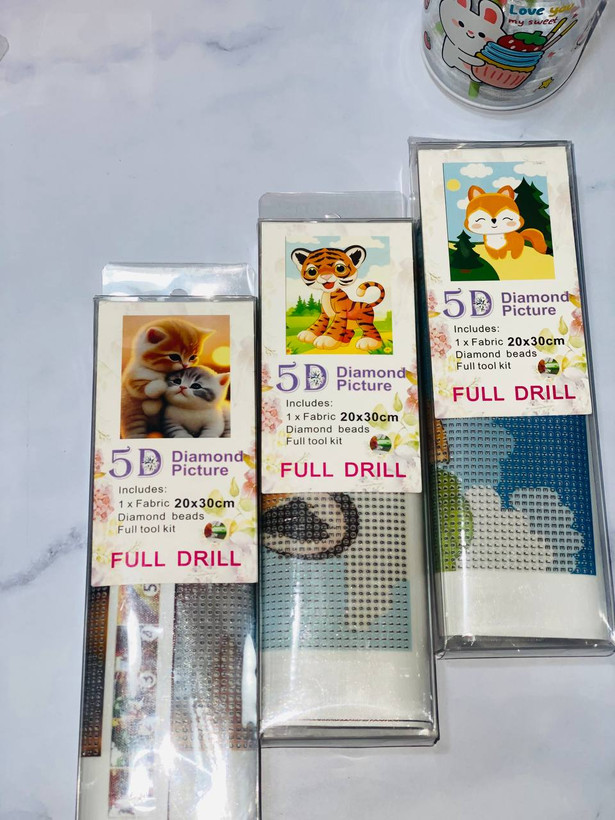 Love you
my sweet
5D Diamond
Picture
Includes:
1 x Fabric 20x30cm
Diamond beads
Full tool kit
FULL DRILL
5D Diamond
Picture
Includes:
1 x Fabric 20x30cm
Diamond beads
Full tool kit
FULL DRILL
5D Diamond
Picture
Includes:
1 x Fabric 20x30cm
Diamond beads
Full tool kit
FULL DRILL